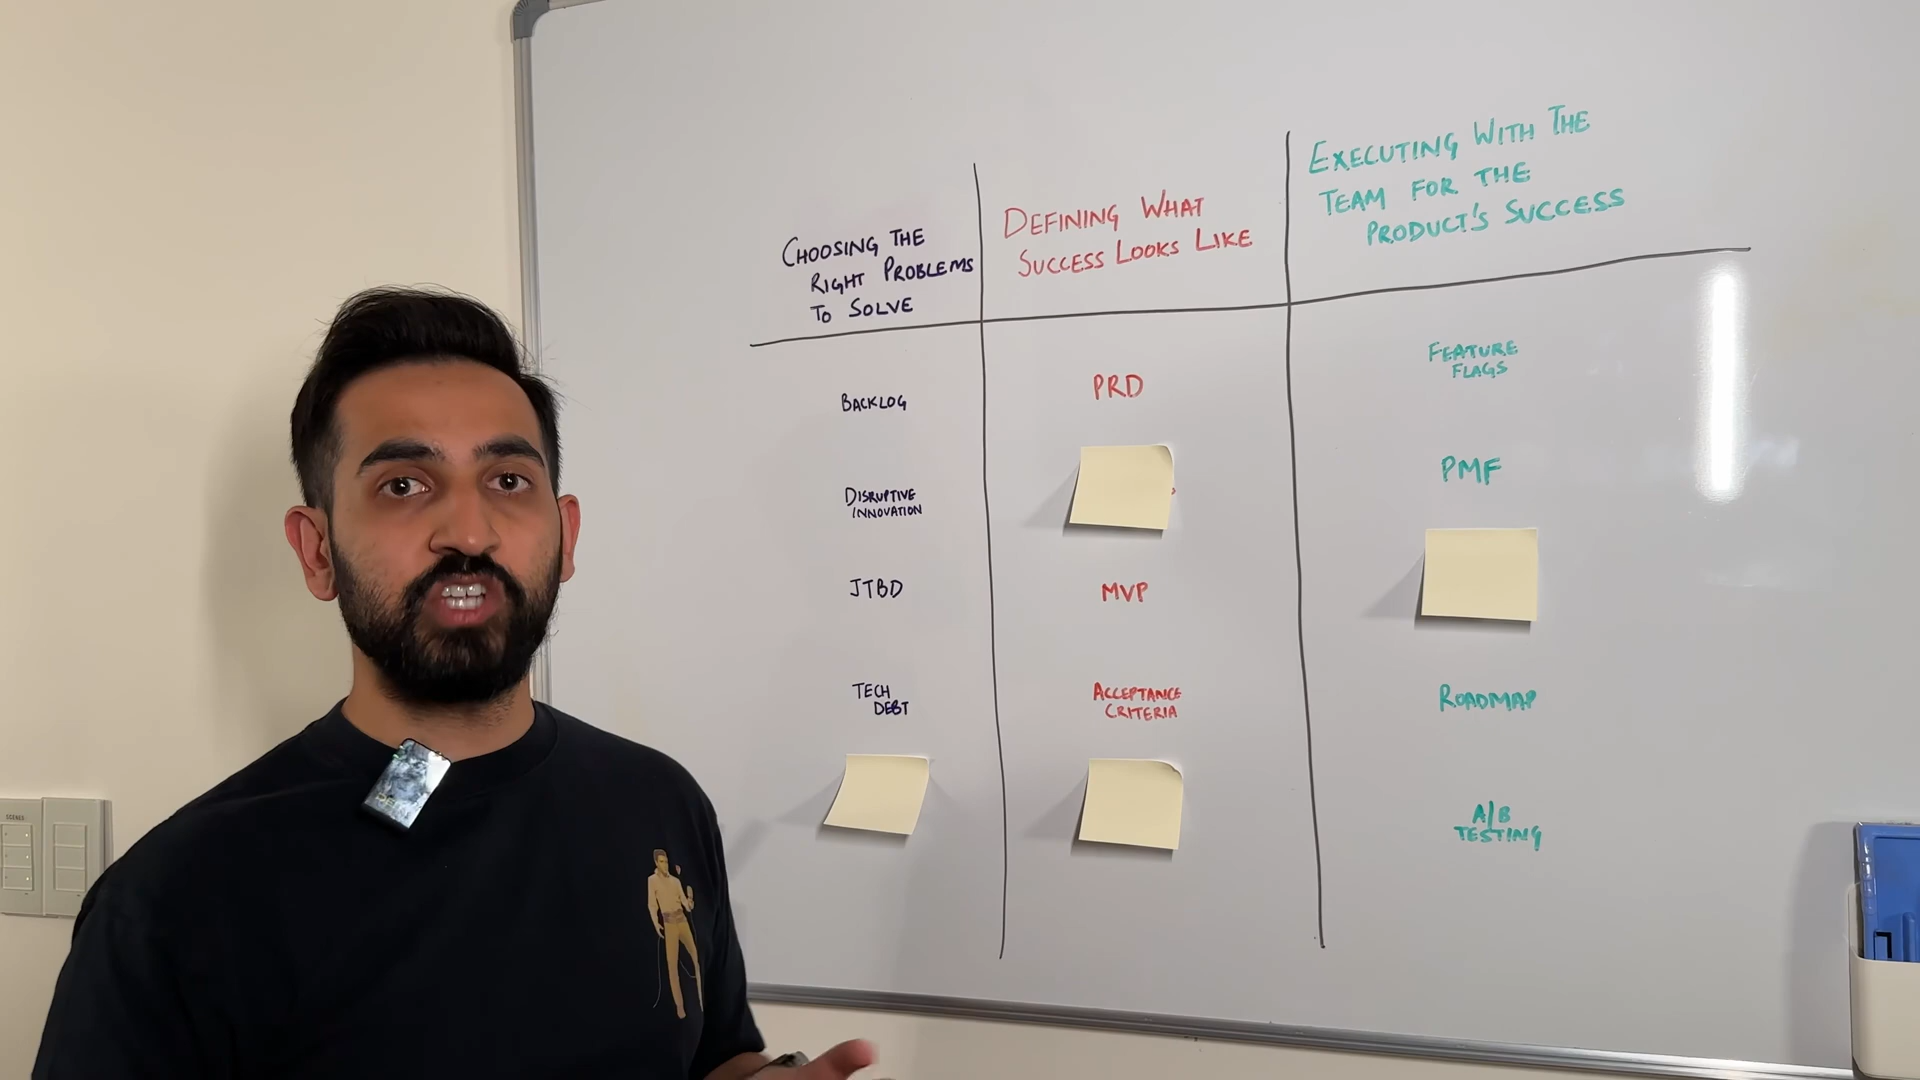 CHOOSING THE
RIGHT PROBLEMS
TO SOLVE
DEFINING WHAT
SUCCESS LOOKS LIKE
EXECUTING WITH THE
TEAM FOR THE
PRODUCT'S SUCCESS
BACKLOG
DISRUPTIVE
INNOVATION
JTBD
TECH
DEBT
PRD
MVP
ACCEPTANCE
CRITERIA
FEATURE
FLAGS
PMF
ROADMAP
A/B
TESTING
SCENES